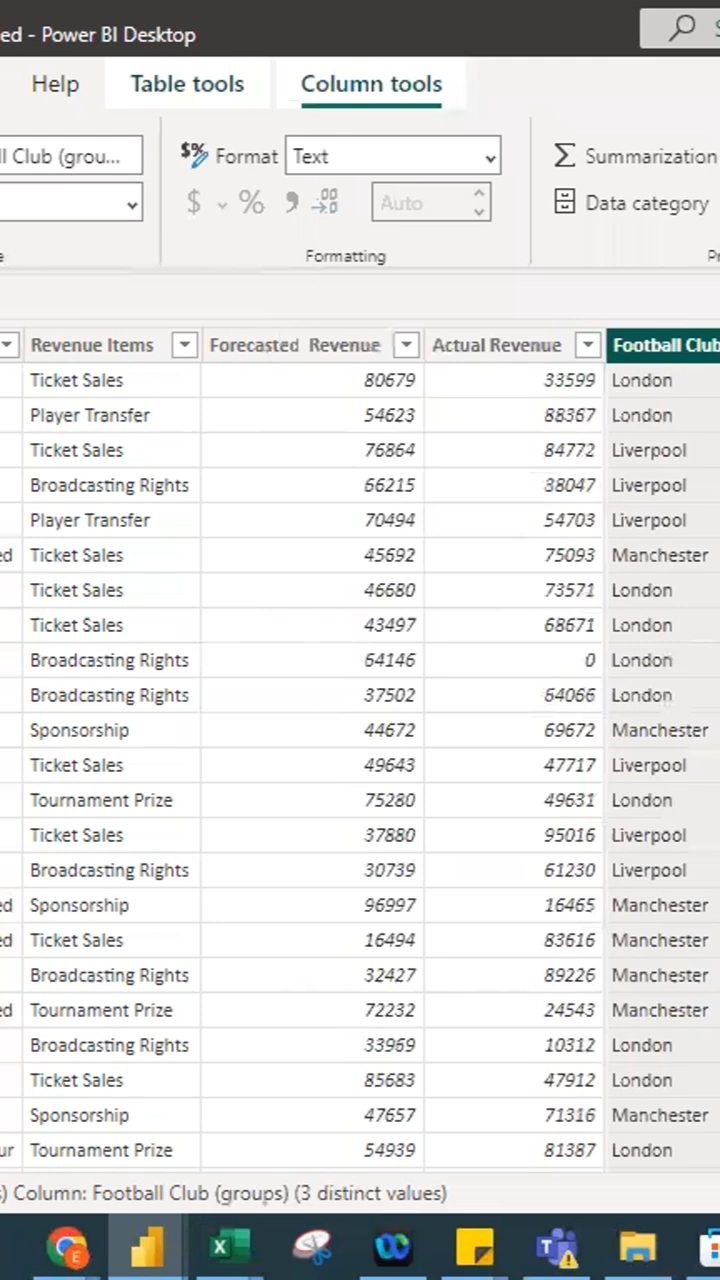 ed - Power BI Desktop
Help Table tools Column tools
ll Club (grou... $% Format Text Summarization
$ % Auto Data category
Formatting
Revenue Items Forecasted Revenue Actual Revenue Football Club
Ticket Sales 80679 33599 London
Player Transfer 54623 88367 London
Ticket Sales 76864 84772 Liverpool
Broadcasting Rights 66215 38047 Liverpool
Player Transfer 70494 54703 Liverpool
ed Ticket Sales 45692 75093 Manchester
Ticket Sales 46680 73571 London
Ticket Sales 43497 68671 London
Broadcasting Rights 64146 0 London
Broadcasting Rights 37502 64066 London
Sponsorship 44672 69672 Manchester
Ticket Sales 49643 47717 Liverpool
Tournament Prize 75280 49631 London
Ticket Sales 37880 95016 Liverpool
Broadcasting Rights 30739 61230 Liverpool
ed Sponsorship 96997 16465 Manchester
ed Ticket Sales 16494 83616 Manchester
Broadcasting Rights 32427 89226 Manchester
ed Tournament Prize 72232 24543 Manchester
Broadcasting Rights 33969 10312 London
Ticket Sales 85683 47912 London
Sponsorship 47657 71316 Manchester
ur Tournament Prize 54939 81387 London
s) Column: Football Club (groups) (3 distinct values)